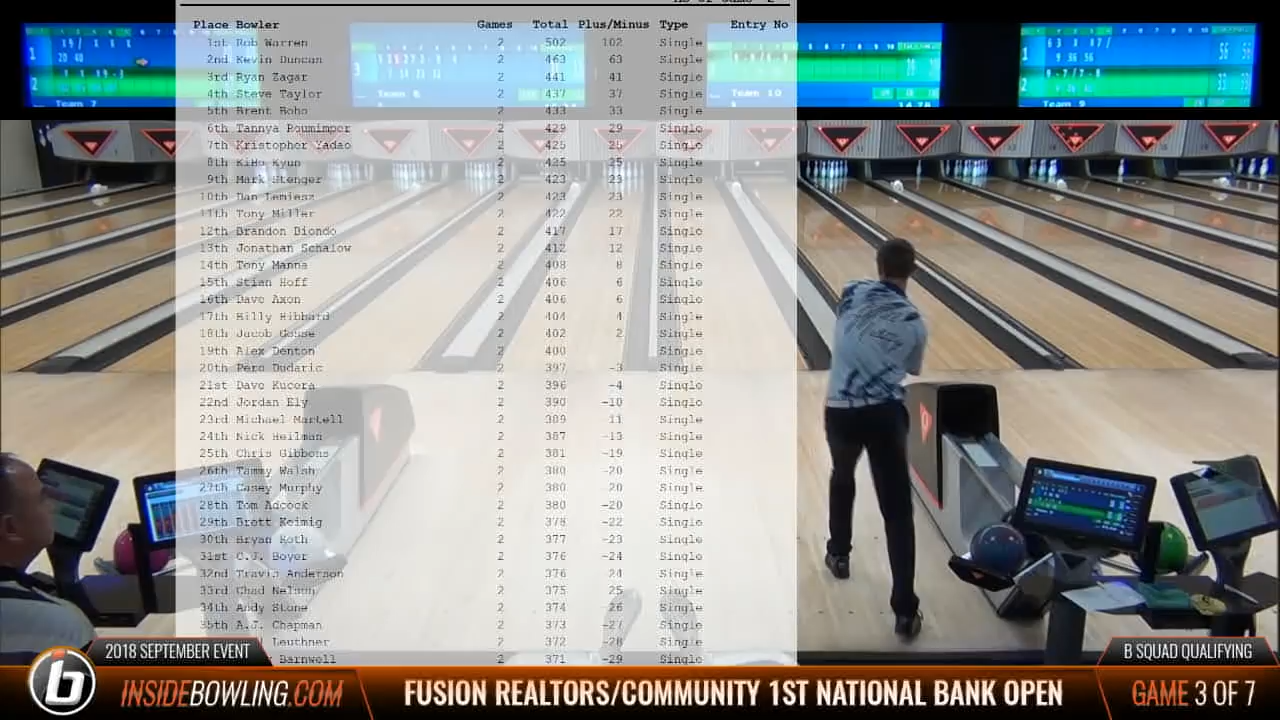 Place Bowler Games Total Plus/Minus Type Entry No
1st Rob Warren 2 502 102 Single
2nd Kevin Duncan 2 463 63 Single
3rd Ryan Zagar 2 441 41 Single
4th Steve Taylor 2 437 37 Single
5th Brent Boho 2 433 33 Single
6th Tannya Roumimper 2 429 29 Single
7th Kristopher Yadao 2 425 25 Single
8th KiHo Kyun 2 425 25 Single
9th Mark Stenger 2 423 23 Single
10th Dan Lemiesz 2 423 23 Single
11th Tony Miller 2 422 22 Single
12th Brandon Biondo 2 417 17 Single
13th Jonathan Schalow 2 412 12 Single
14th Tony Manna 2 408 8 Single
15th Stian Hoff 2 406 6 Single
16th Dave Axon 2 406 6 Single
17th Billy Hibbard 2 404 4 Single
18th Jacob Gosse 2 402 2 Single
19th Alex Denton 2 400 Single
20th Pero Dudaric 2 397 -3 Single
21st Dave Kucera 2 396 -4 Single
22nd Jordan Ely 2 390 -10 Single
23rd Michael Martell 2 389 11 Single
24th Nick Heilman 2 387 -13 Single
25th Chris Gibbons 2 381 -19 Single
26th Tammy Walsh 2 380 -20 Single
27th Casey Murphy 2 380 -20 Single
28th Tom Adcock 2 380 -20 Single
29th Brett Keimig 2 378 -22 Single
30th Bryan Roth 2 377 -23 Single
31st C.J. Boyer 2 376 -24 Single
32nd Travis Anderson 2 376 24 Single
33rd Chad Nelson 2 375 25 Single
34th Andy Stone 2 374 -26 Single
35th A.J. Chapman 2 373 -27 Single
Leuthner 2 372 -28 Single
Barnwell 2 371 -29 Single
Team 7
Team 10
Team 9
2018 SEPTEMBER EVENT
B SQUAD QUALIFYING
b INSIDEBOWLING.COM
FUSION REALTORS/COMMUNITY 1ST NATIONAL BANK OPEN
GAME 3 OF 7